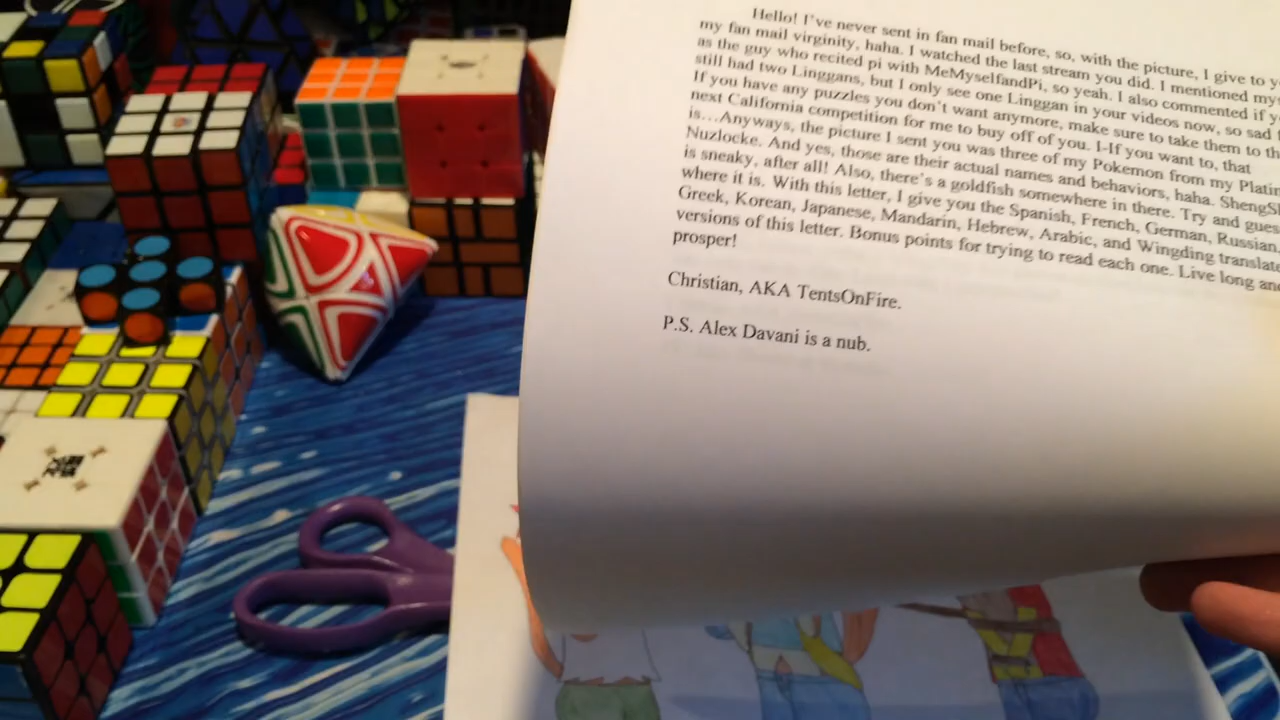 Hello! I've never sent in fan mail before, so, with the picture, I give to y
my fan mail virginity, haha. I watched the last stream you did. I mentioned my
as the guy who recited pi with MeMyselfandPi, so yeah. I also commented if y
still had two Linggans, but I only see one Linggan in your videos now, so sad
If you have any puzzles you don't want anymore, make sure to take them to th
next California competition for me to buy off of you. I-If you want to, that
is…Anyways, the picture I sent you was three of my Pokemon from my Platin
Nuzlocke. And yes, those are their actual names and behaviors, haha. ShengSh
is sneaky, after all! Also, there's a goldfish somewhere in there. Try and gues
where it is. With this letter, I give you the Spanish, French, German, Russian,
Greek, Korean, Japanese, Mandarin, Hebrew, Arabic, and Wingding translate
versions of this letter. Bonus points for trying to read each one. Live long an
prosper!
Christian, AKA TentsOnFire.
P.S. Alex Davani is a nub.